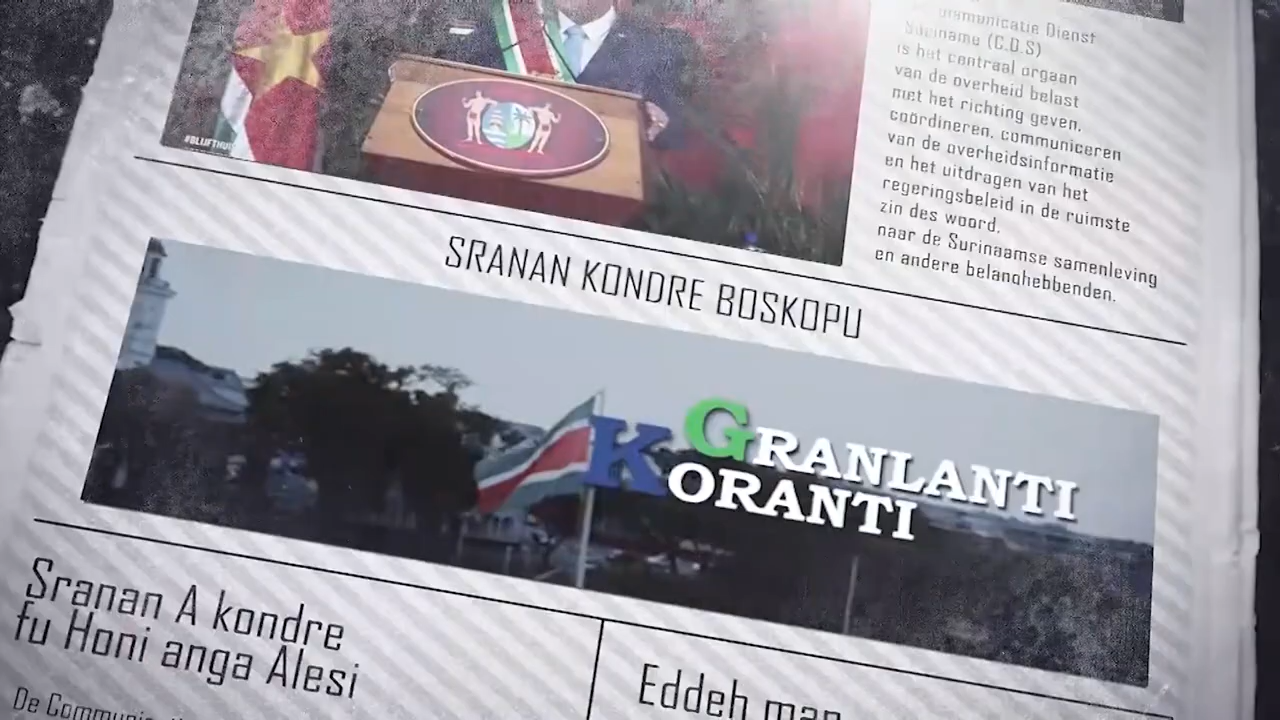 Dienst
Suriname (C.D.S)
is het centraal orgaan
van de overheid belast
met het richting geven,
coördineren, communiceren
van de overheidsinformatie
en het uitdragen van het
regeringsbeleid in de ruimste
zin des woord,
naar de Surinaamse samenleving
en andere belanghebbenden.
SRANAN KONDRE BOSKOPU
GRANLANTI
KORANTI
Sranan A kondre
fu Honi anga Alesi
De
Eddeh man